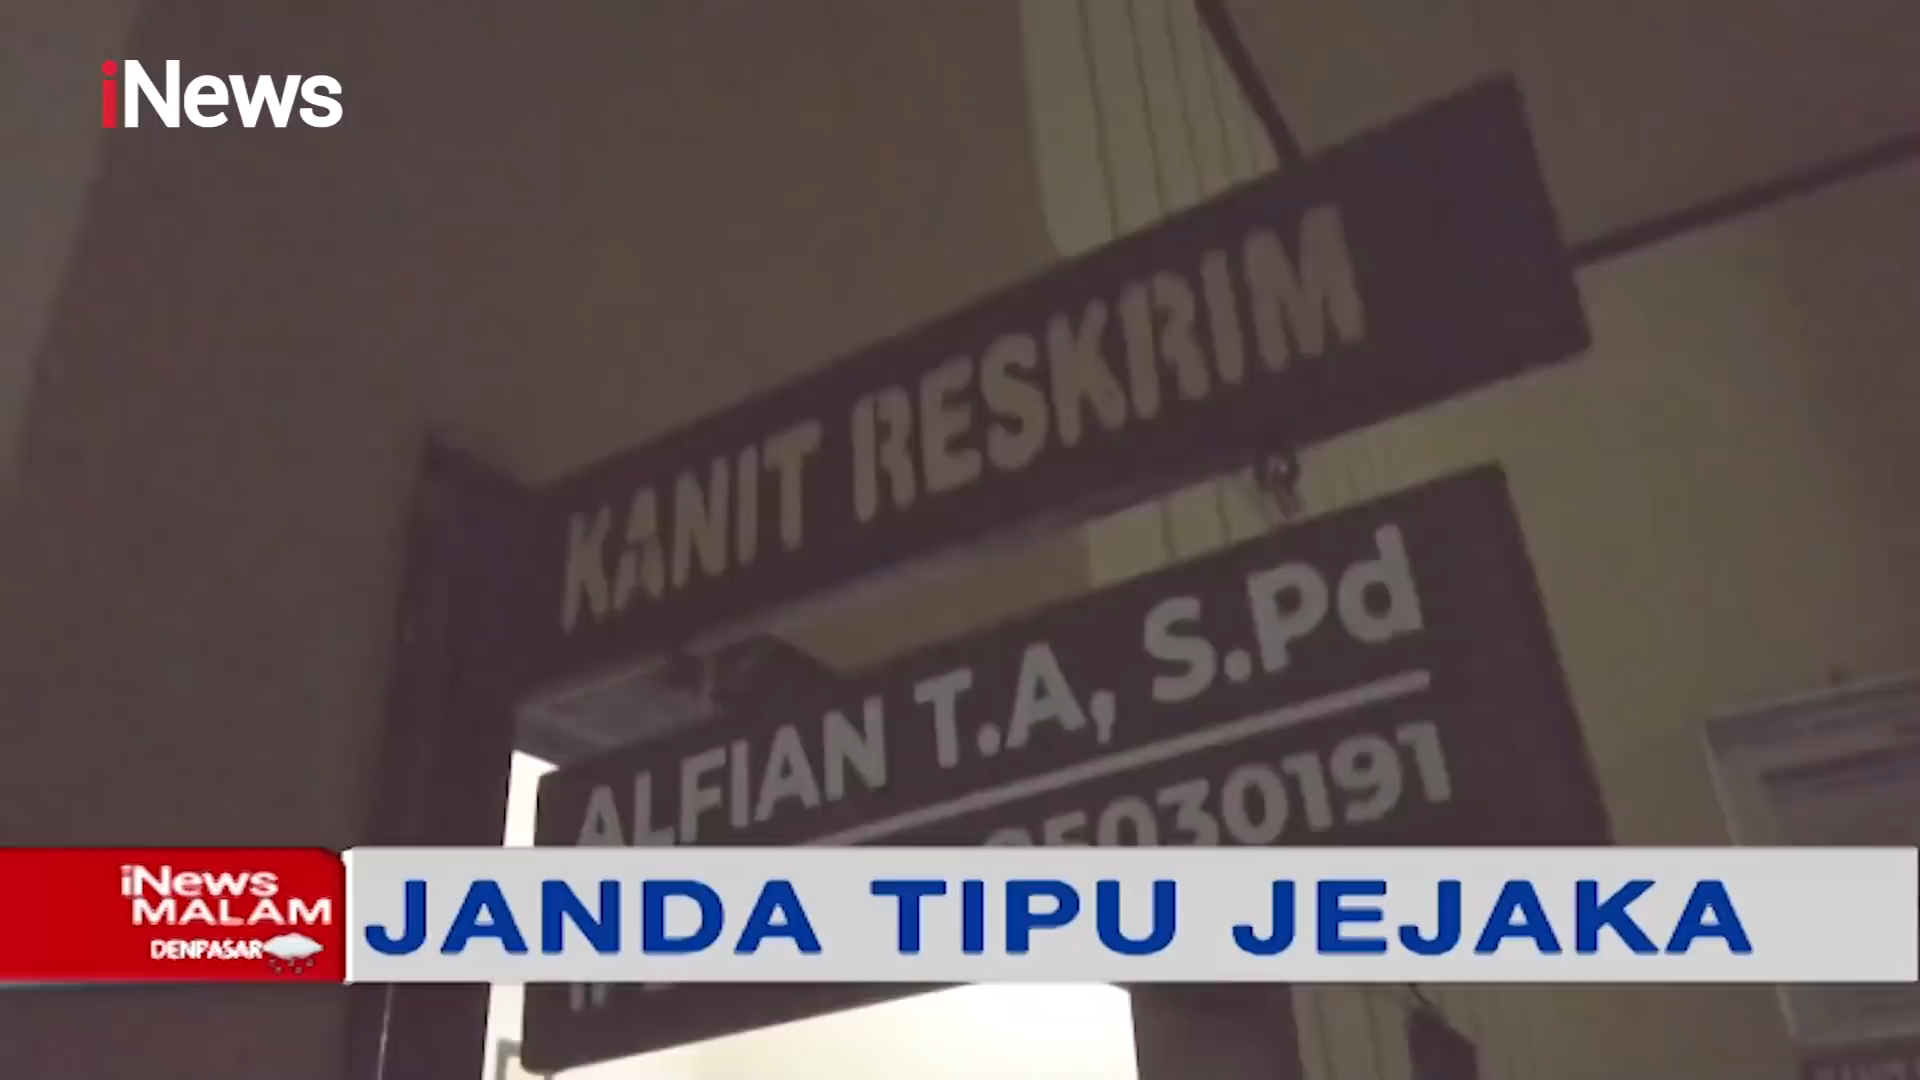 iNews
KANIT RESKRIM
ALFIAN T.A, S.Pd
iNews
MALAM
DENPASAR
JANDA TIPU JEJAKA